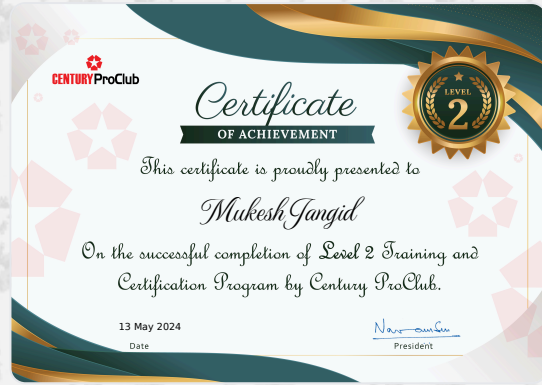 CENTURY ProClub
Certificate
OF ACHIEVEMENT
LEVEL
2
This certificate is proudly presented to
Mukesh Jangid
On the successful completion of Level 2 Training and
Certification Program by Century ProClub.
13 May 2024
Date
President